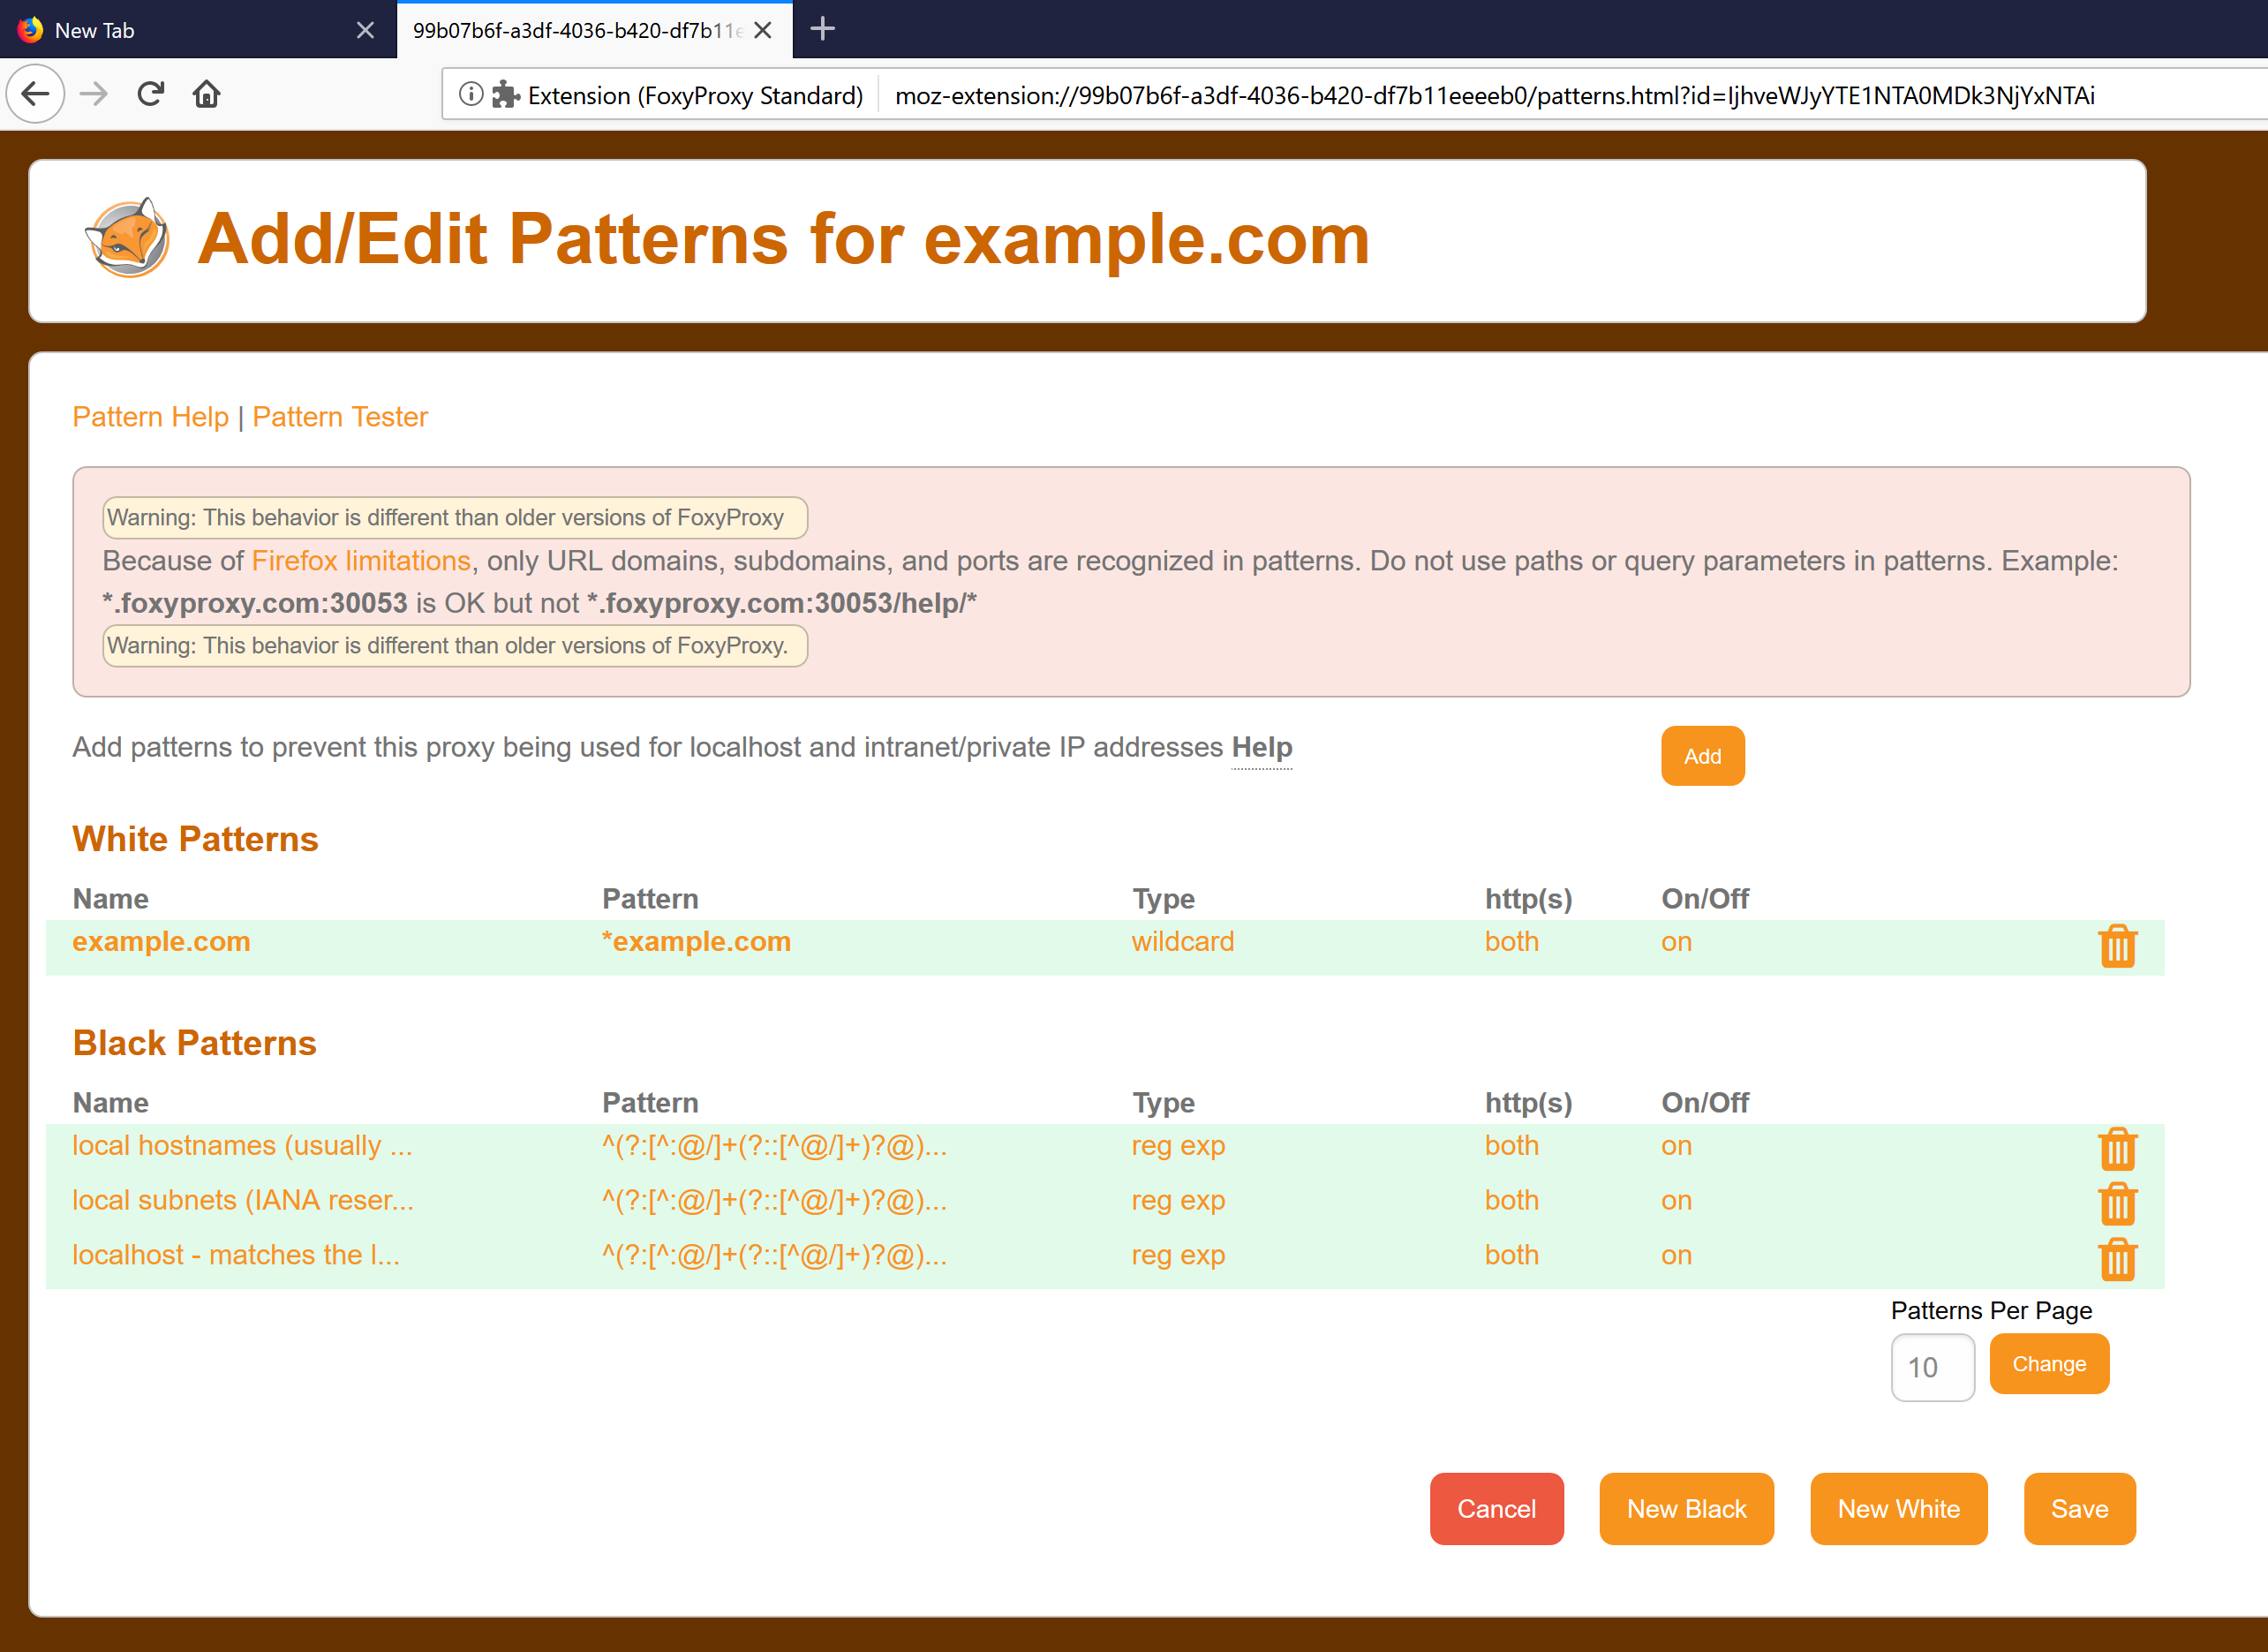 New Tab
99b07b6f-a3df-4036-b420-df7b11e
Extension (FoxyProxy Standard) moz-extension://99b07b6f-a3df-4036-b420-df7b11eeeeb0/patterns.html?id=IjhveWJyYTE1NTA0MDk3NjYxNTAi
Add/Edit Patterns for example.com
Pattern Help | Pattern Tester
Warning: This behavior is different than older versions of FoxyProxy
Because of Firefox limitations, only URL domains, subdomains, and ports are recognized in patterns. Do not use paths or query parameters in patterns. Example:
*.foxyproxy.com:30053 is OK but not *.foxyproxy.com:30053/help/*
Warning: This behavior is different than older versions of FoxyProxy.
Add patterns to prevent this proxy being used for localhost and intranet/private IP addresses Help Add
White Patterns
Name Pattern Type http(s) On/Off
example.com *example.com wildcard both on
Black Patterns
Name Pattern Type http(s) On/Off
local hostnames (usually ... ^(?:[^:@/]+(?::[^@/]+)?@)... reg exp both on
local subnets (IANA reser... ^(?:[^:@/]+(?::[^@/]+)?@)... reg exp both on
localhost - matches the l... ^(?:[^:@/]+(?::[^@/]+)?@)... reg exp both on
Patterns Per Page
10 Change
Cancel New Black New White Save